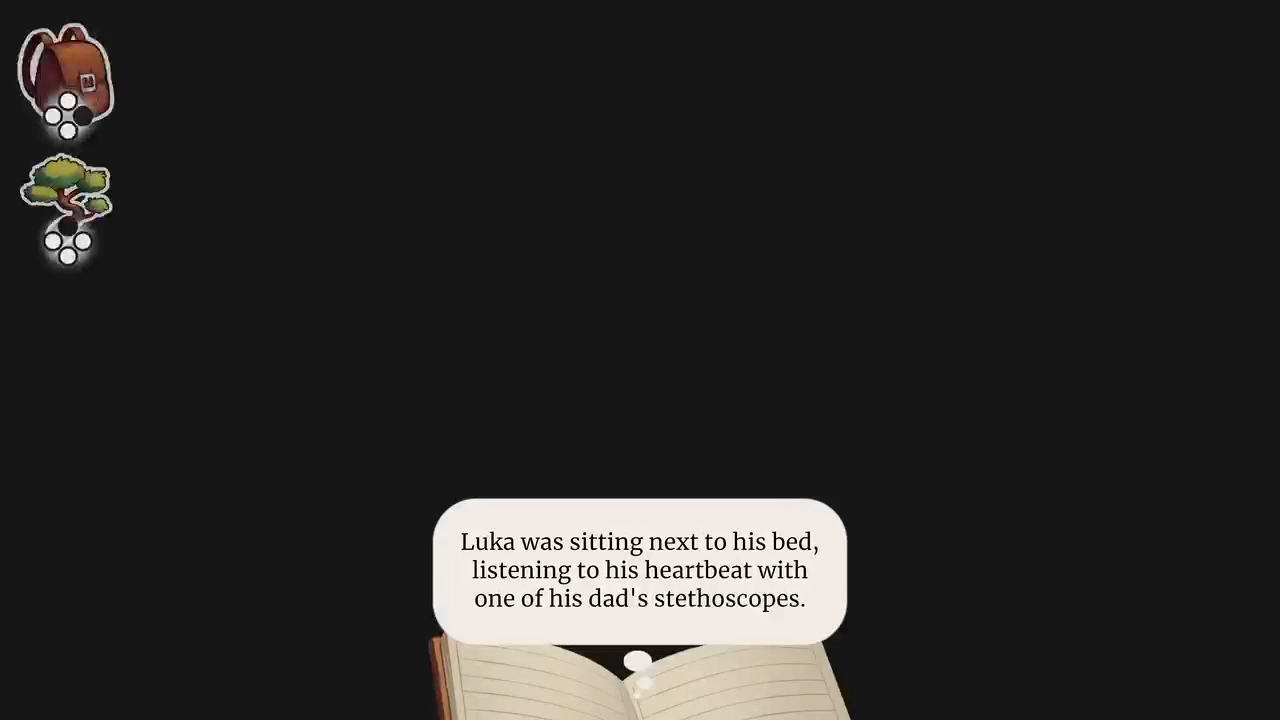 Luka was sitting next to his bed,
listening to his heartbeat with
one of his dad's stethoscopes.